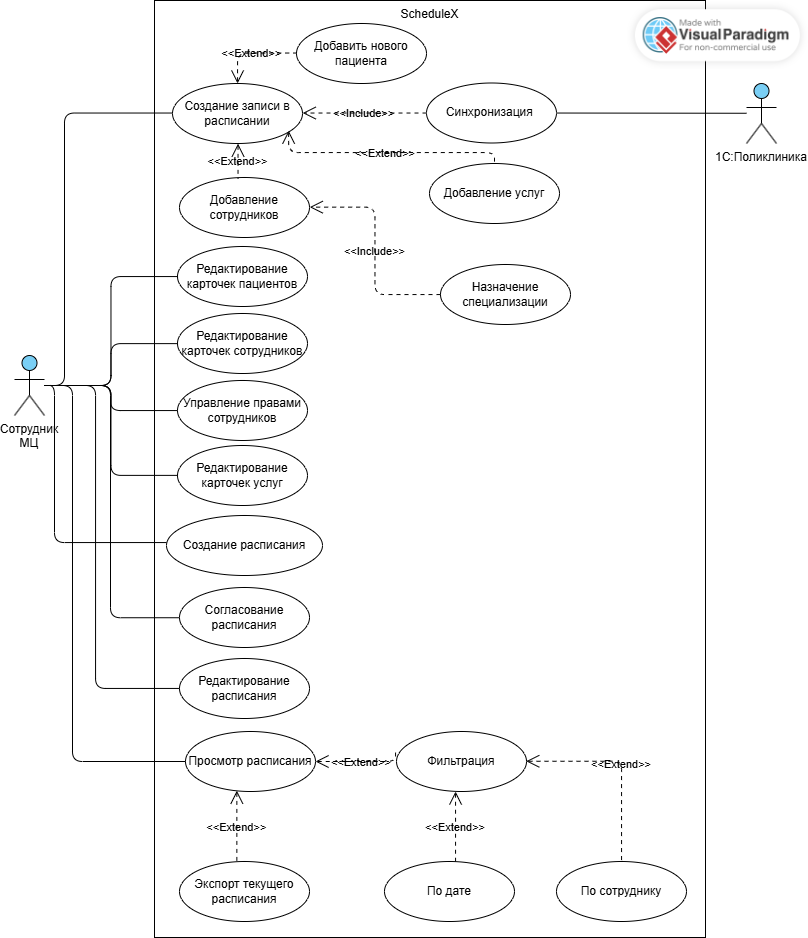 ScheduleX
Made with
VisualParadigm
For non-commercial use
Добавить нового
пациента
<<Extend>>
Создание записи в
расписании
<<Include>>
Синхронизация
1С:Поликлиника
<<Extend>>
<<Extend>>
Добавление
сотрудников
Добавление услуг
<<Include>>
Редактирование
карточек пациентов
Назначение
специализации
Редактирование
карточек сотрудников
Управление правами
сотрудников
Сотрудник
МЦ
Редактирование
карточек услуг
Создание расписания
Согласование
расписания
Редактирование
расписания
Просмотр расписания
<<Extend>>
Фильтрация
<<Extend>>
<<Extend>>
<<Extend>>
Экспорт текущего
расписания
По дате
По сотруднику